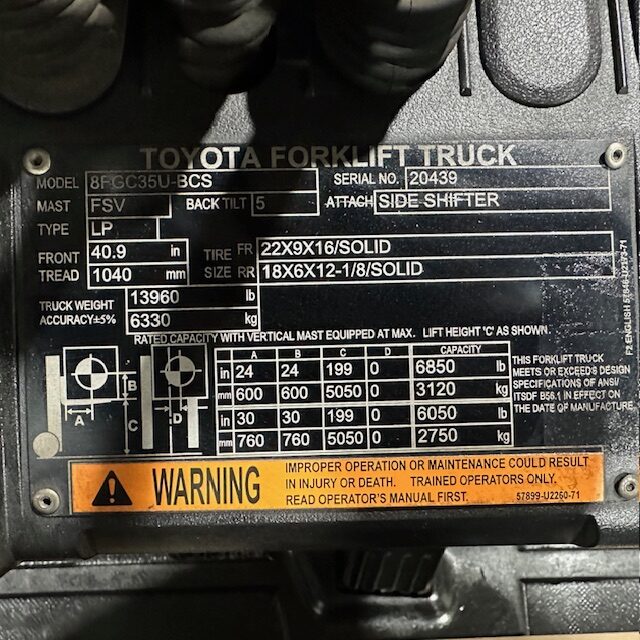 TOYOTA FORKLIFT TRUCK
MODEL 8FGC35U-BCS SERIAL NO. 20439
MAST FSV BACK TILT 5 ATTACH SIDE SHIFTER
TYPE LP
FRONT TREAD 40.9 in TIRE SIZE FR 22X9X16/SOLID
1040 mm RR 18X6X12-1/8/SOLID
TRUCK WEIGHT 13960 lb
ACCURACY±5% 6330 kg
RATED CAPACITY WITH VERTICAL MAST EQUIPPED AT MAX. LIFT HEIGHT "C" AS SHOWN.
A B C D CAPACITY
in 24 24 199 0 6850 lb
mm 600 600 5050 0 3120 kg
in 30 30 199 0 6050 lb
mm 760 760 5050 0 2750 kg
A B C D
THIS FORKLIFT TRUCK
MEETS OR EXCEEDS DESIGN
SPECIFICATIONS OF ANSI/
ITSDF B56.1 IN EFFECT ON
THE DATE OF MANUFACTURE.
WARNING
IMPROPER OPERATION OR MAINTENANCE COULD RESULT
IN INJURY OR DEATH. TRAINED OPERATORS ONLY.
READ OPERATOR'S MANUAL FIRST. 57899-U2260-71